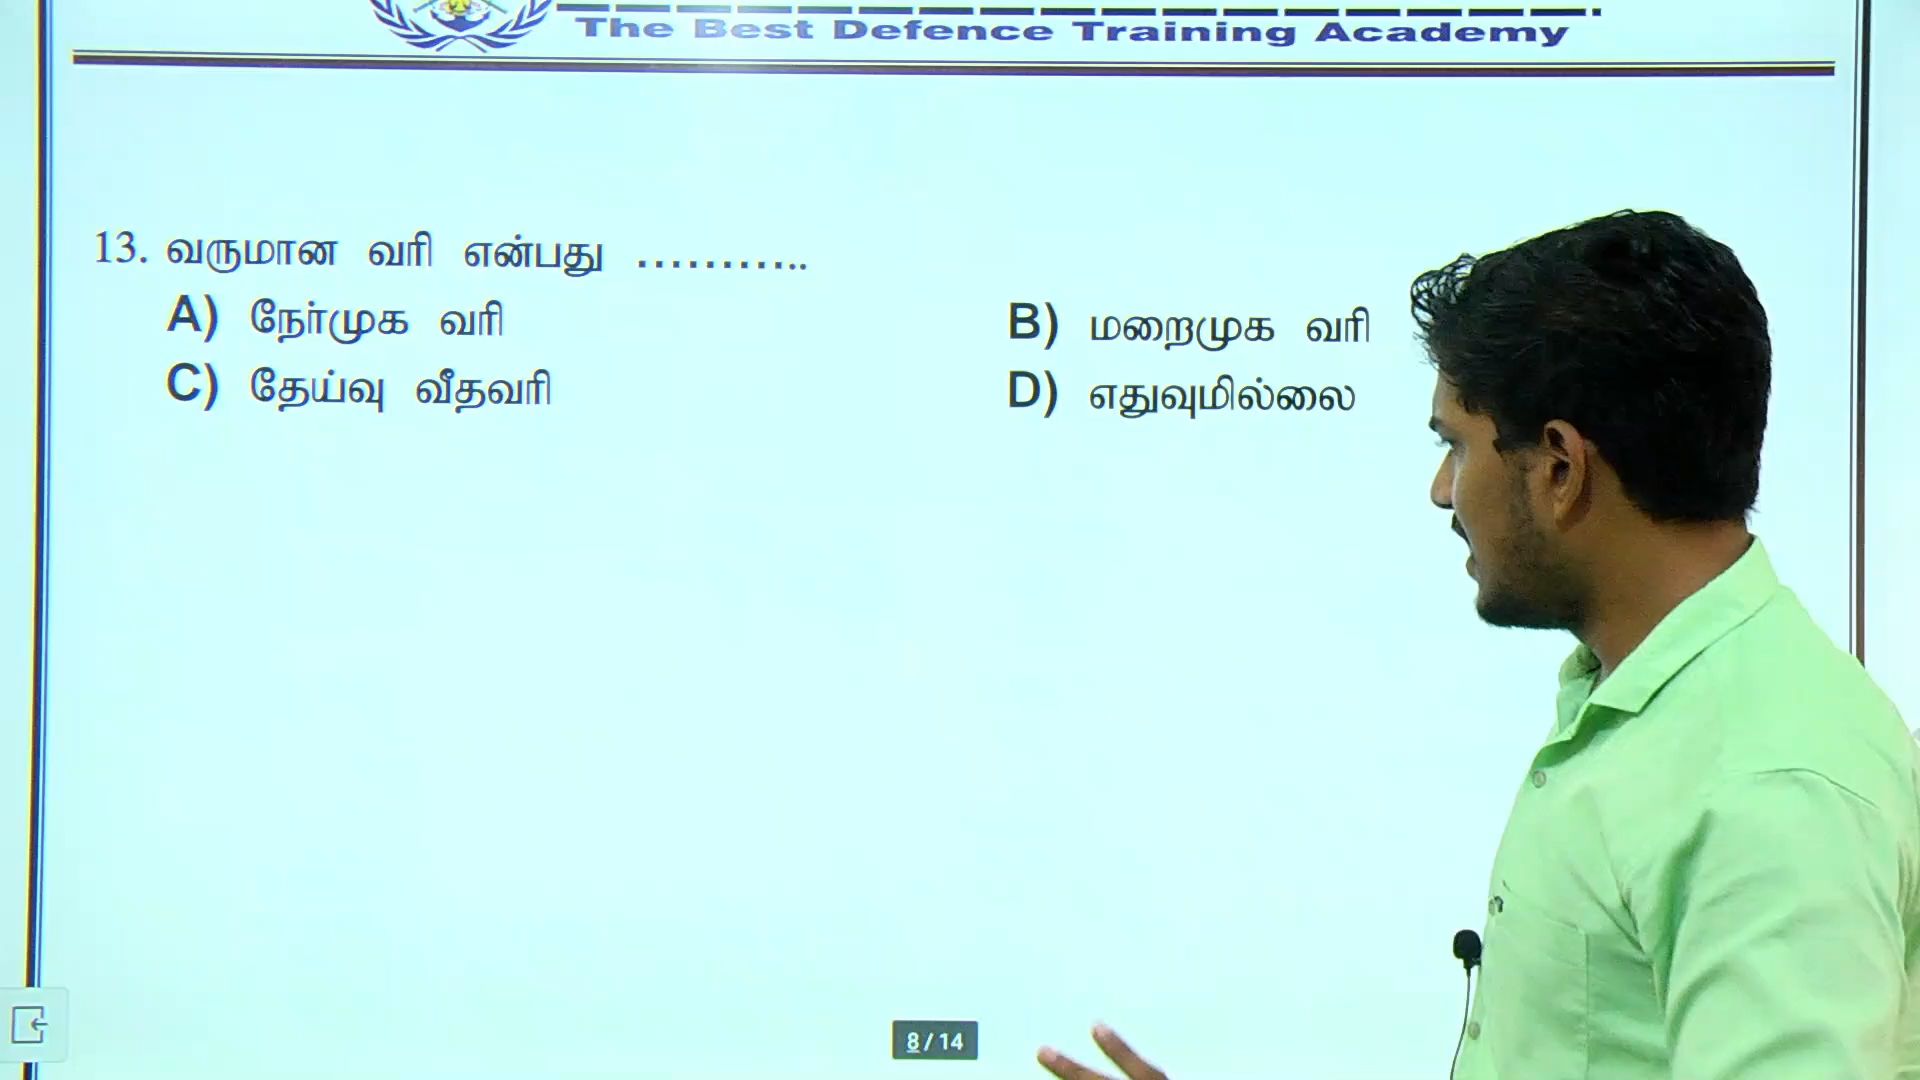 The Best Defence Training Academy
13. வருமான வரி என்பது ………..
A) நேர்முக வரி
B) மறைமுக வரி
C) தேய்வு வீதவரி
D) எதுவுமில்லை
8 / 14